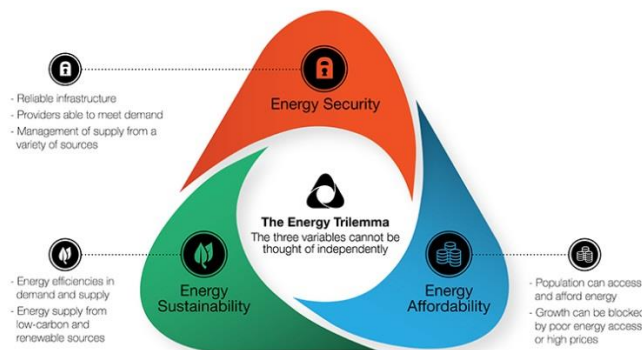 Energy Security
- Reliable infrastructure
- Providers able to meet demand
- Management of supply from a
variety of sources
The Energy Trilemma
The three variables cannot be
thought of independently
Energy
Sustainability
- Energy efficiencies in
demand and supply
- Energy supply from
low-carbon and
renewable sources
Energy
Affordability
- Population can access
and afford energy
- Growth can be blocked
by poor energy access
or high prices